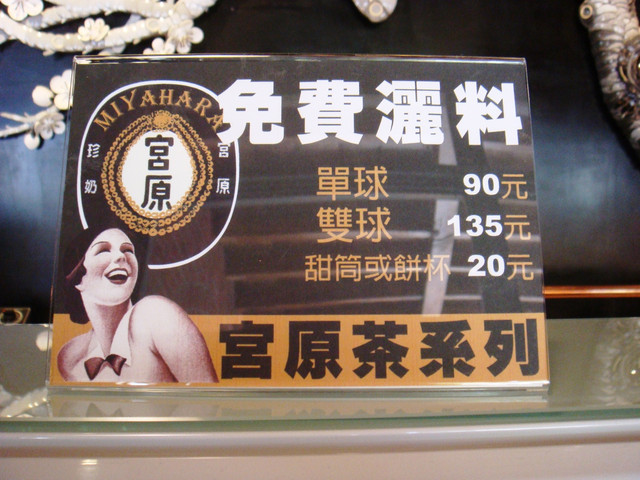 MIYAHARA
宮原
珍奶
宮原
免費灑料
單球 90元
雙球 135元
甜筒或餅杯 20元
宮原茶系列